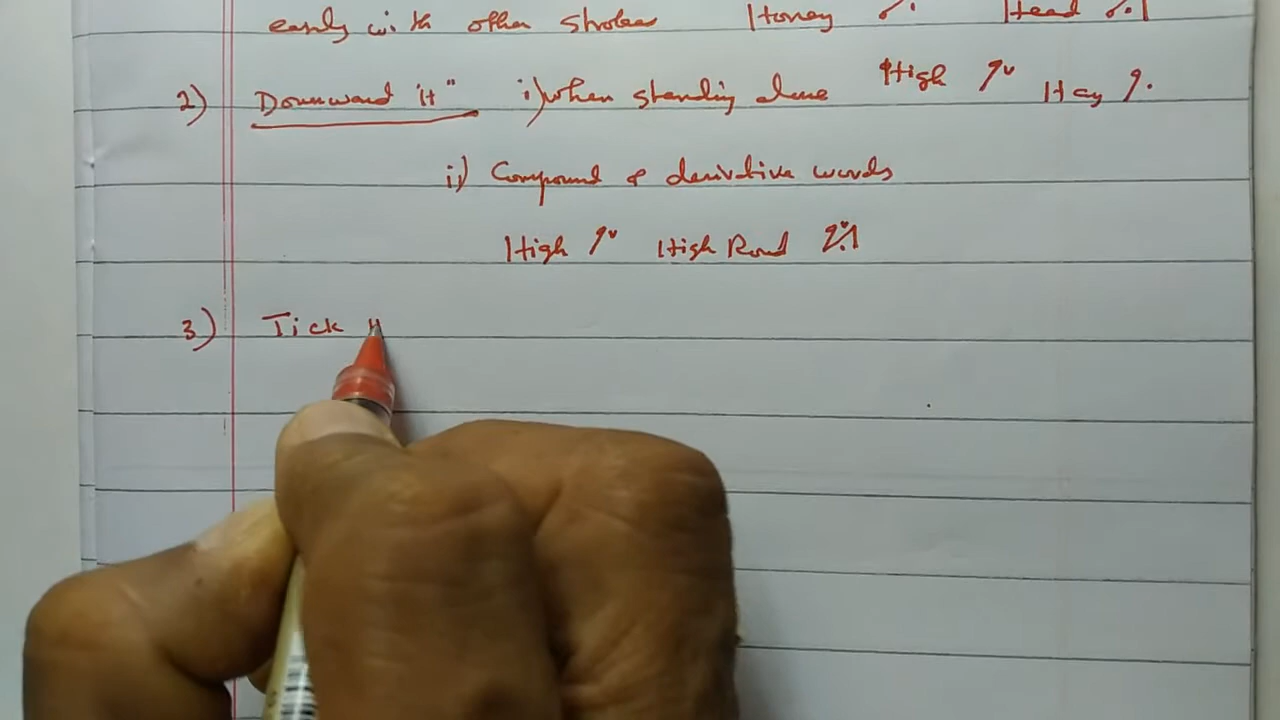 easily with other strokes Honey Head
2) Downward "H" i) when standing alone High Hay
ii) Compound & derivative words
High High Road
3) Tick "